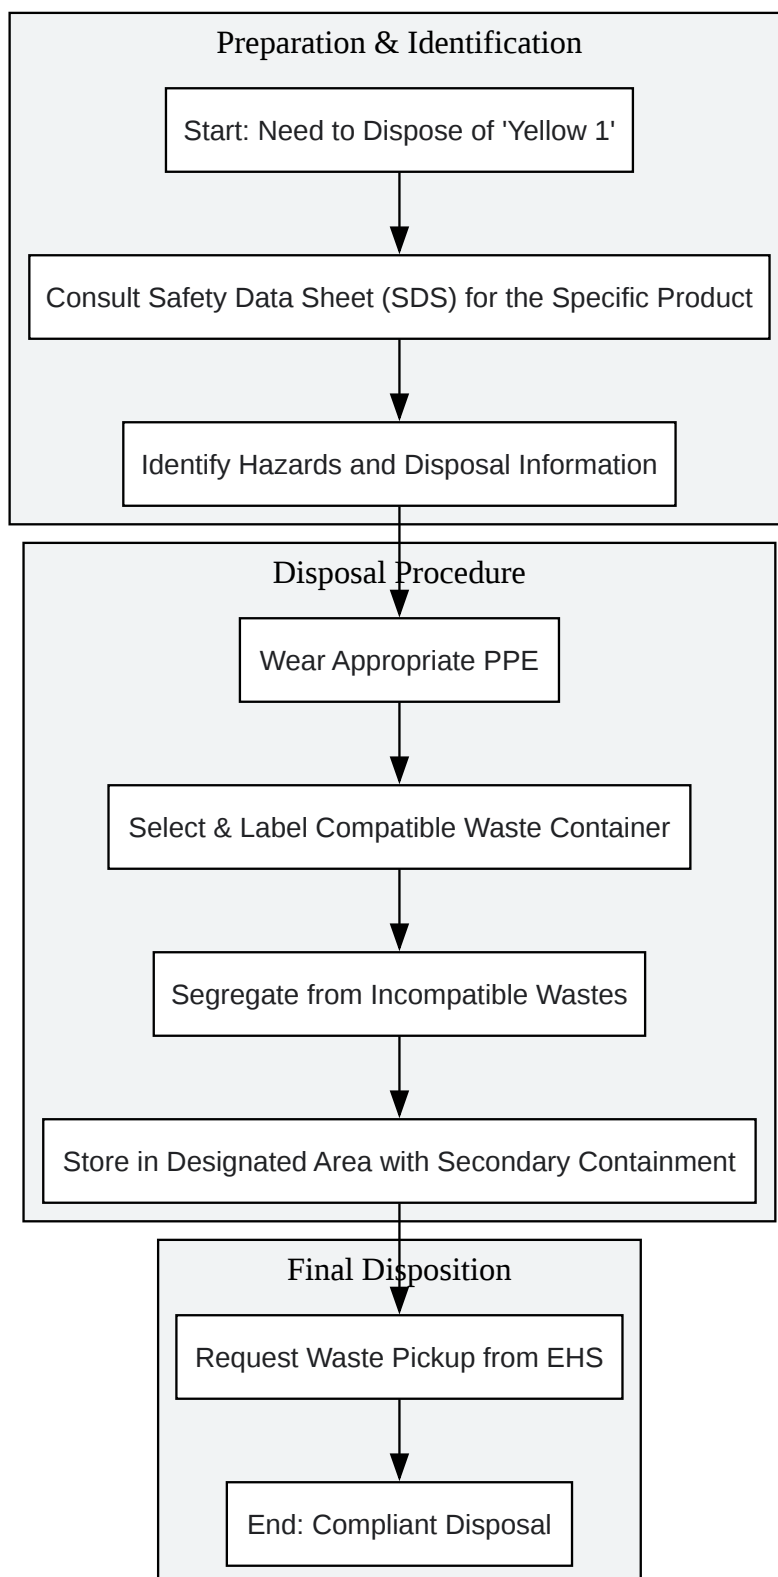 Preparation & Identification
Start: Need to Dispose of 'Yellow 1'
Consult Safety Data Sheet (SDS) for the Specific Product
Identify Hazards and Disposal Information
Disposal Procedure
Wear Appropriate PPE
Select & Label Compatible Waste Container
Segregate from Incompatible Wastes
Store in Designated Area with Secondary Containment
Final Disposition
Request Waste Pickup from EHS
End: Compliant Disposal